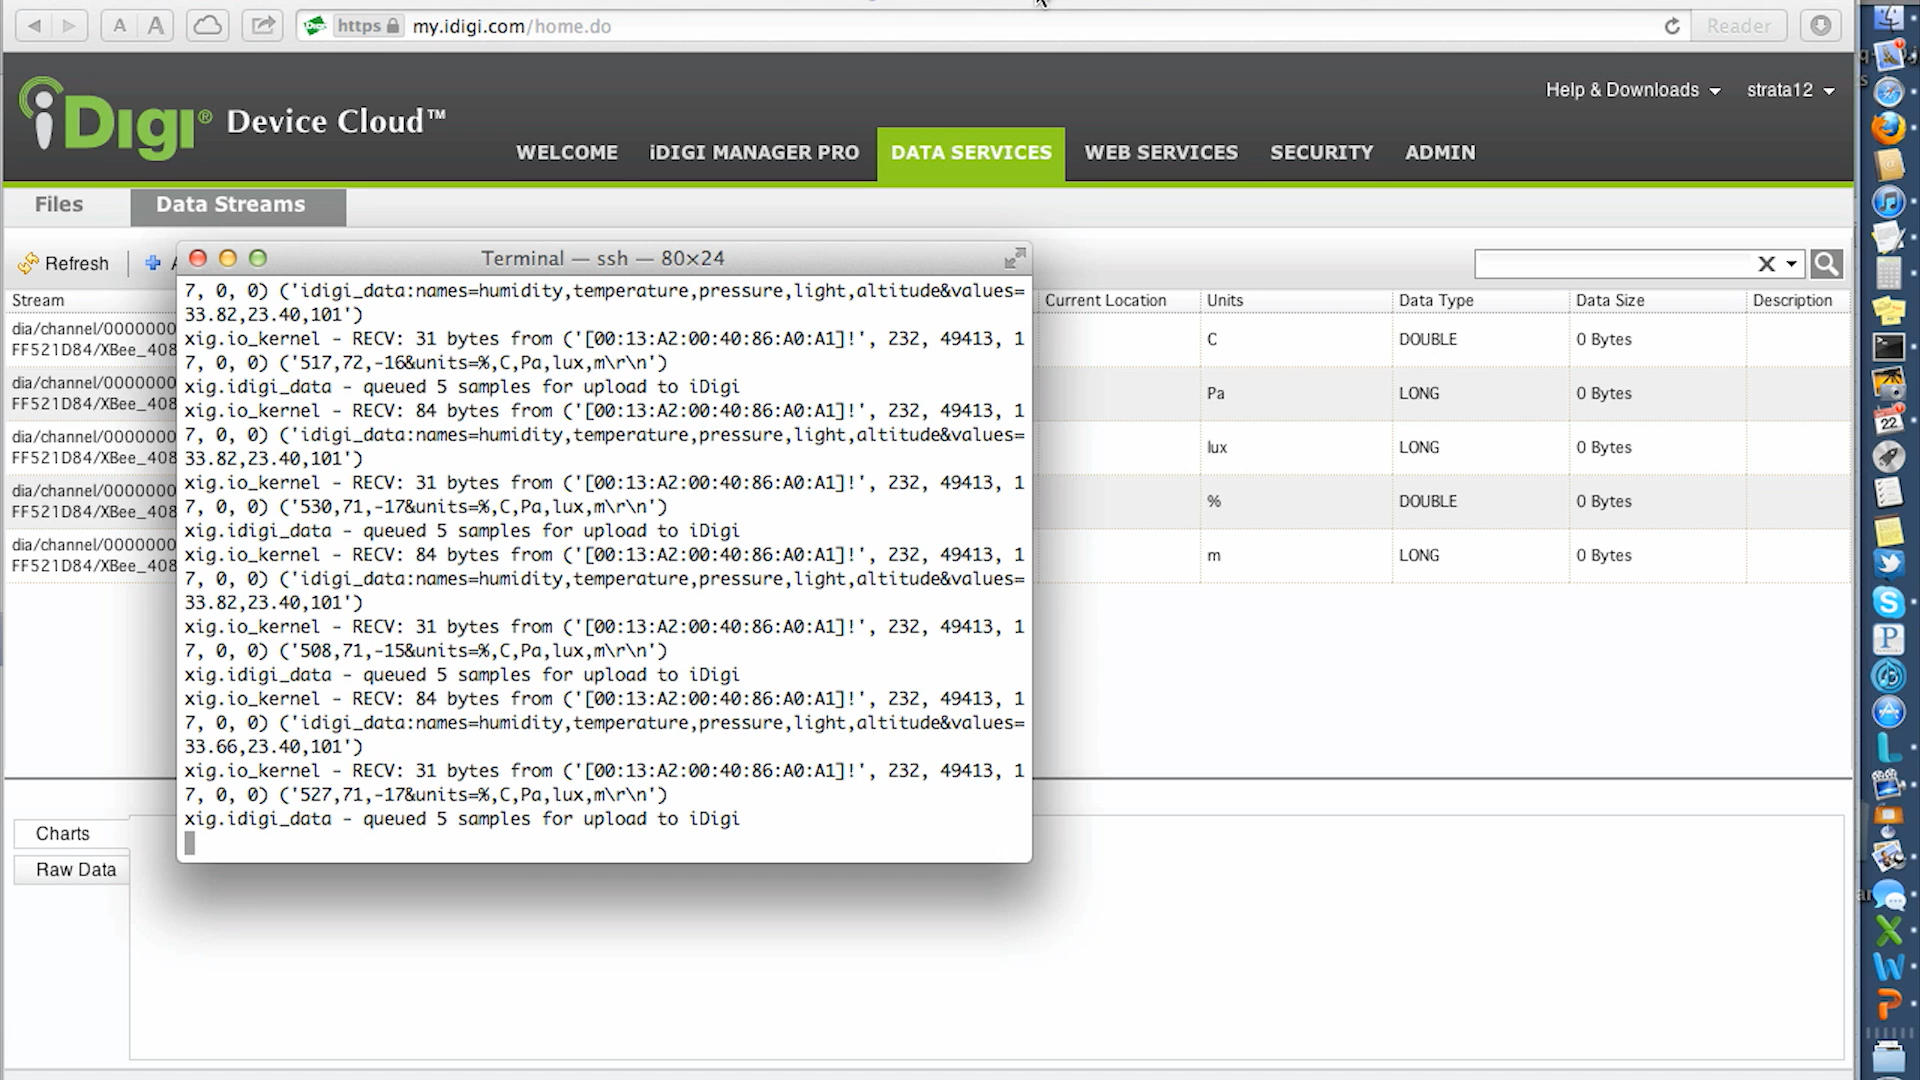 A A https my.idigi.com/home.do Reader
iDigi® Device Cloud™
Help & Downloads strata12
WELCOME iDIGI MANAGER PRO DATA SERVICES WEB SERVICES SECURITY ADMIN
Files Data Streams
Refresh
Terminal — ssh — 80×24
Stream Current Location Units Data Type Data Size Description
dia/channel/0000000
FF521D84/XBee_408
C DOUBLE 0 Bytes
dia/channel/0000000
FF521D84/XBee_408
Pa LONG 0 Bytes
dia/channel/0000000
FF521D84/XBee_408
lux LONG 0 Bytes
dia/channel/0000000
FF521D84/XBee_408
% DOUBLE 0 Bytes
dia/channel/0000000
FF521D84/XBee_408
m LONG 0 Bytes
7, 0, 0) ('idigi_data:names=humidity,temperature,pressure,light,altitude&values=
33.82,23.40,101')
xig.io_kernel - RECV: 31 bytes from ('[00:13:A2:00:40:86:A0:A1]!', 232, 49413, 1
7, 0, 0) ('517,72,-16&units=%,C,Pa,lux,m\r\n')
xig.idigi_data - queued 5 samples for upload to iDigi
xig.io_kernel - RECV: 84 bytes from ('[00:13:A2:00:40:86:A0:A1]!', 232, 49413, 1
7, 0, 0) ('idigi_data:names=humidity,temperature,pressure,light,altitude&values=
33.82,23.40,101')
xig.io_kernel - RECV: 31 bytes from ('[00:13:A2:00:40:86:A0:A1]!', 232, 49413, 1
7, 0, 0) ('530,71,-17&units=%,C,Pa,lux,m\r\n')
xig.idigi_data - queued 5 samples for upload to iDigi
xig.io_kernel - RECV: 84 bytes from ('[00:13:A2:00:40:86:A0:A1]!', 232, 49413, 1
7, 0, 0) ('idigi_data:names=humidity,temperature,pressure,light,altitude&values=
33.82,23.40,101')
xig.io_kernel - RECV: 31 bytes from ('[00:13:A2:00:40:86:A0:A1]!', 232, 49413, 1
7, 0, 0) ('508,71,-15&units=%,C,Pa,lux,m\r\n')
xig.idigi_data - queued 5 samples for upload to iDigi
xig.io_kernel - RECV: 84 bytes from ('[00:13:A2:00:40:86:A0:A1]!', 232, 49413, 1
7, 0, 0) ('idigi_data:names=humidity,temperature,pressure,light,altitude&values=
33.66,23.40,101')
xig.io_kernel - RECV: 31 bytes from ('[00:13:A2:00:40:86:A0:A1]!', 232, 49413, 1
7, 0, 0) ('527,71,-17&units=%,C,Pa,lux,m\r\n')
xig.idigi_data - queued 5 samples for upload to iDigi
Charts
Raw Data
22